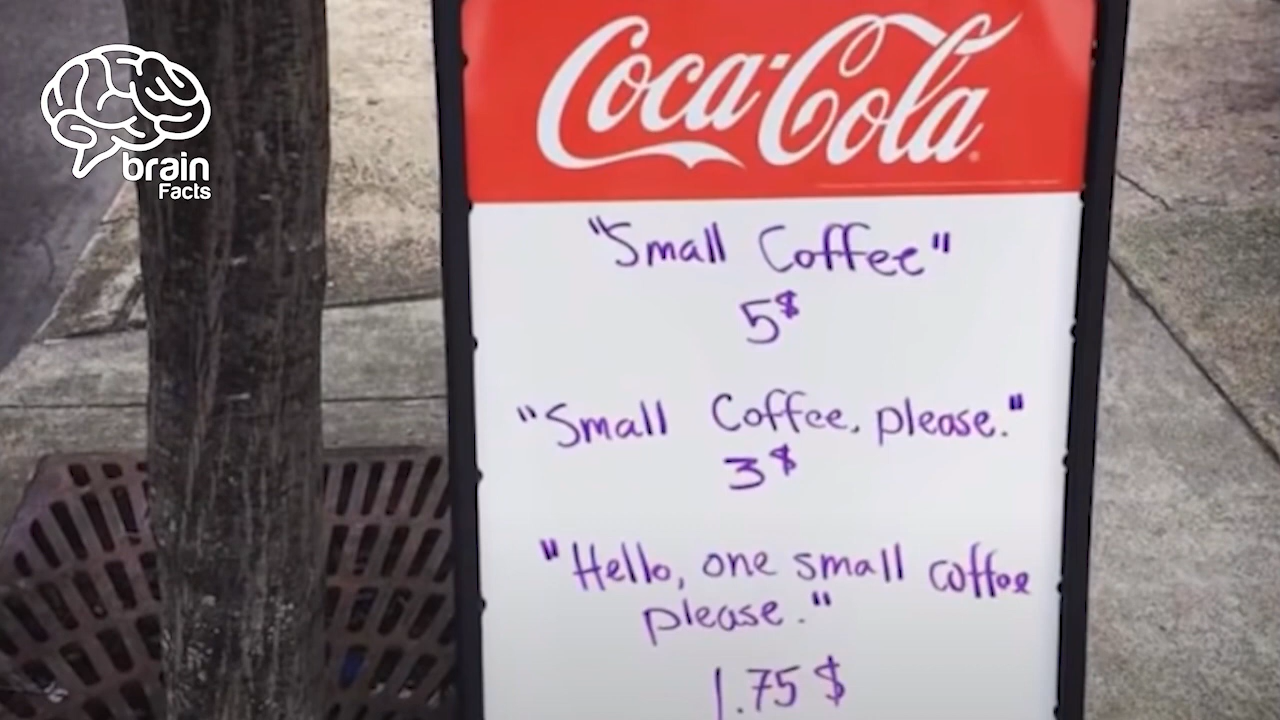 brain
Facts
Coca-Cola
"Small Coffee"
5$
"Small Coffee, please."
3$
"Hello, one small coffee
please."
1.75 $